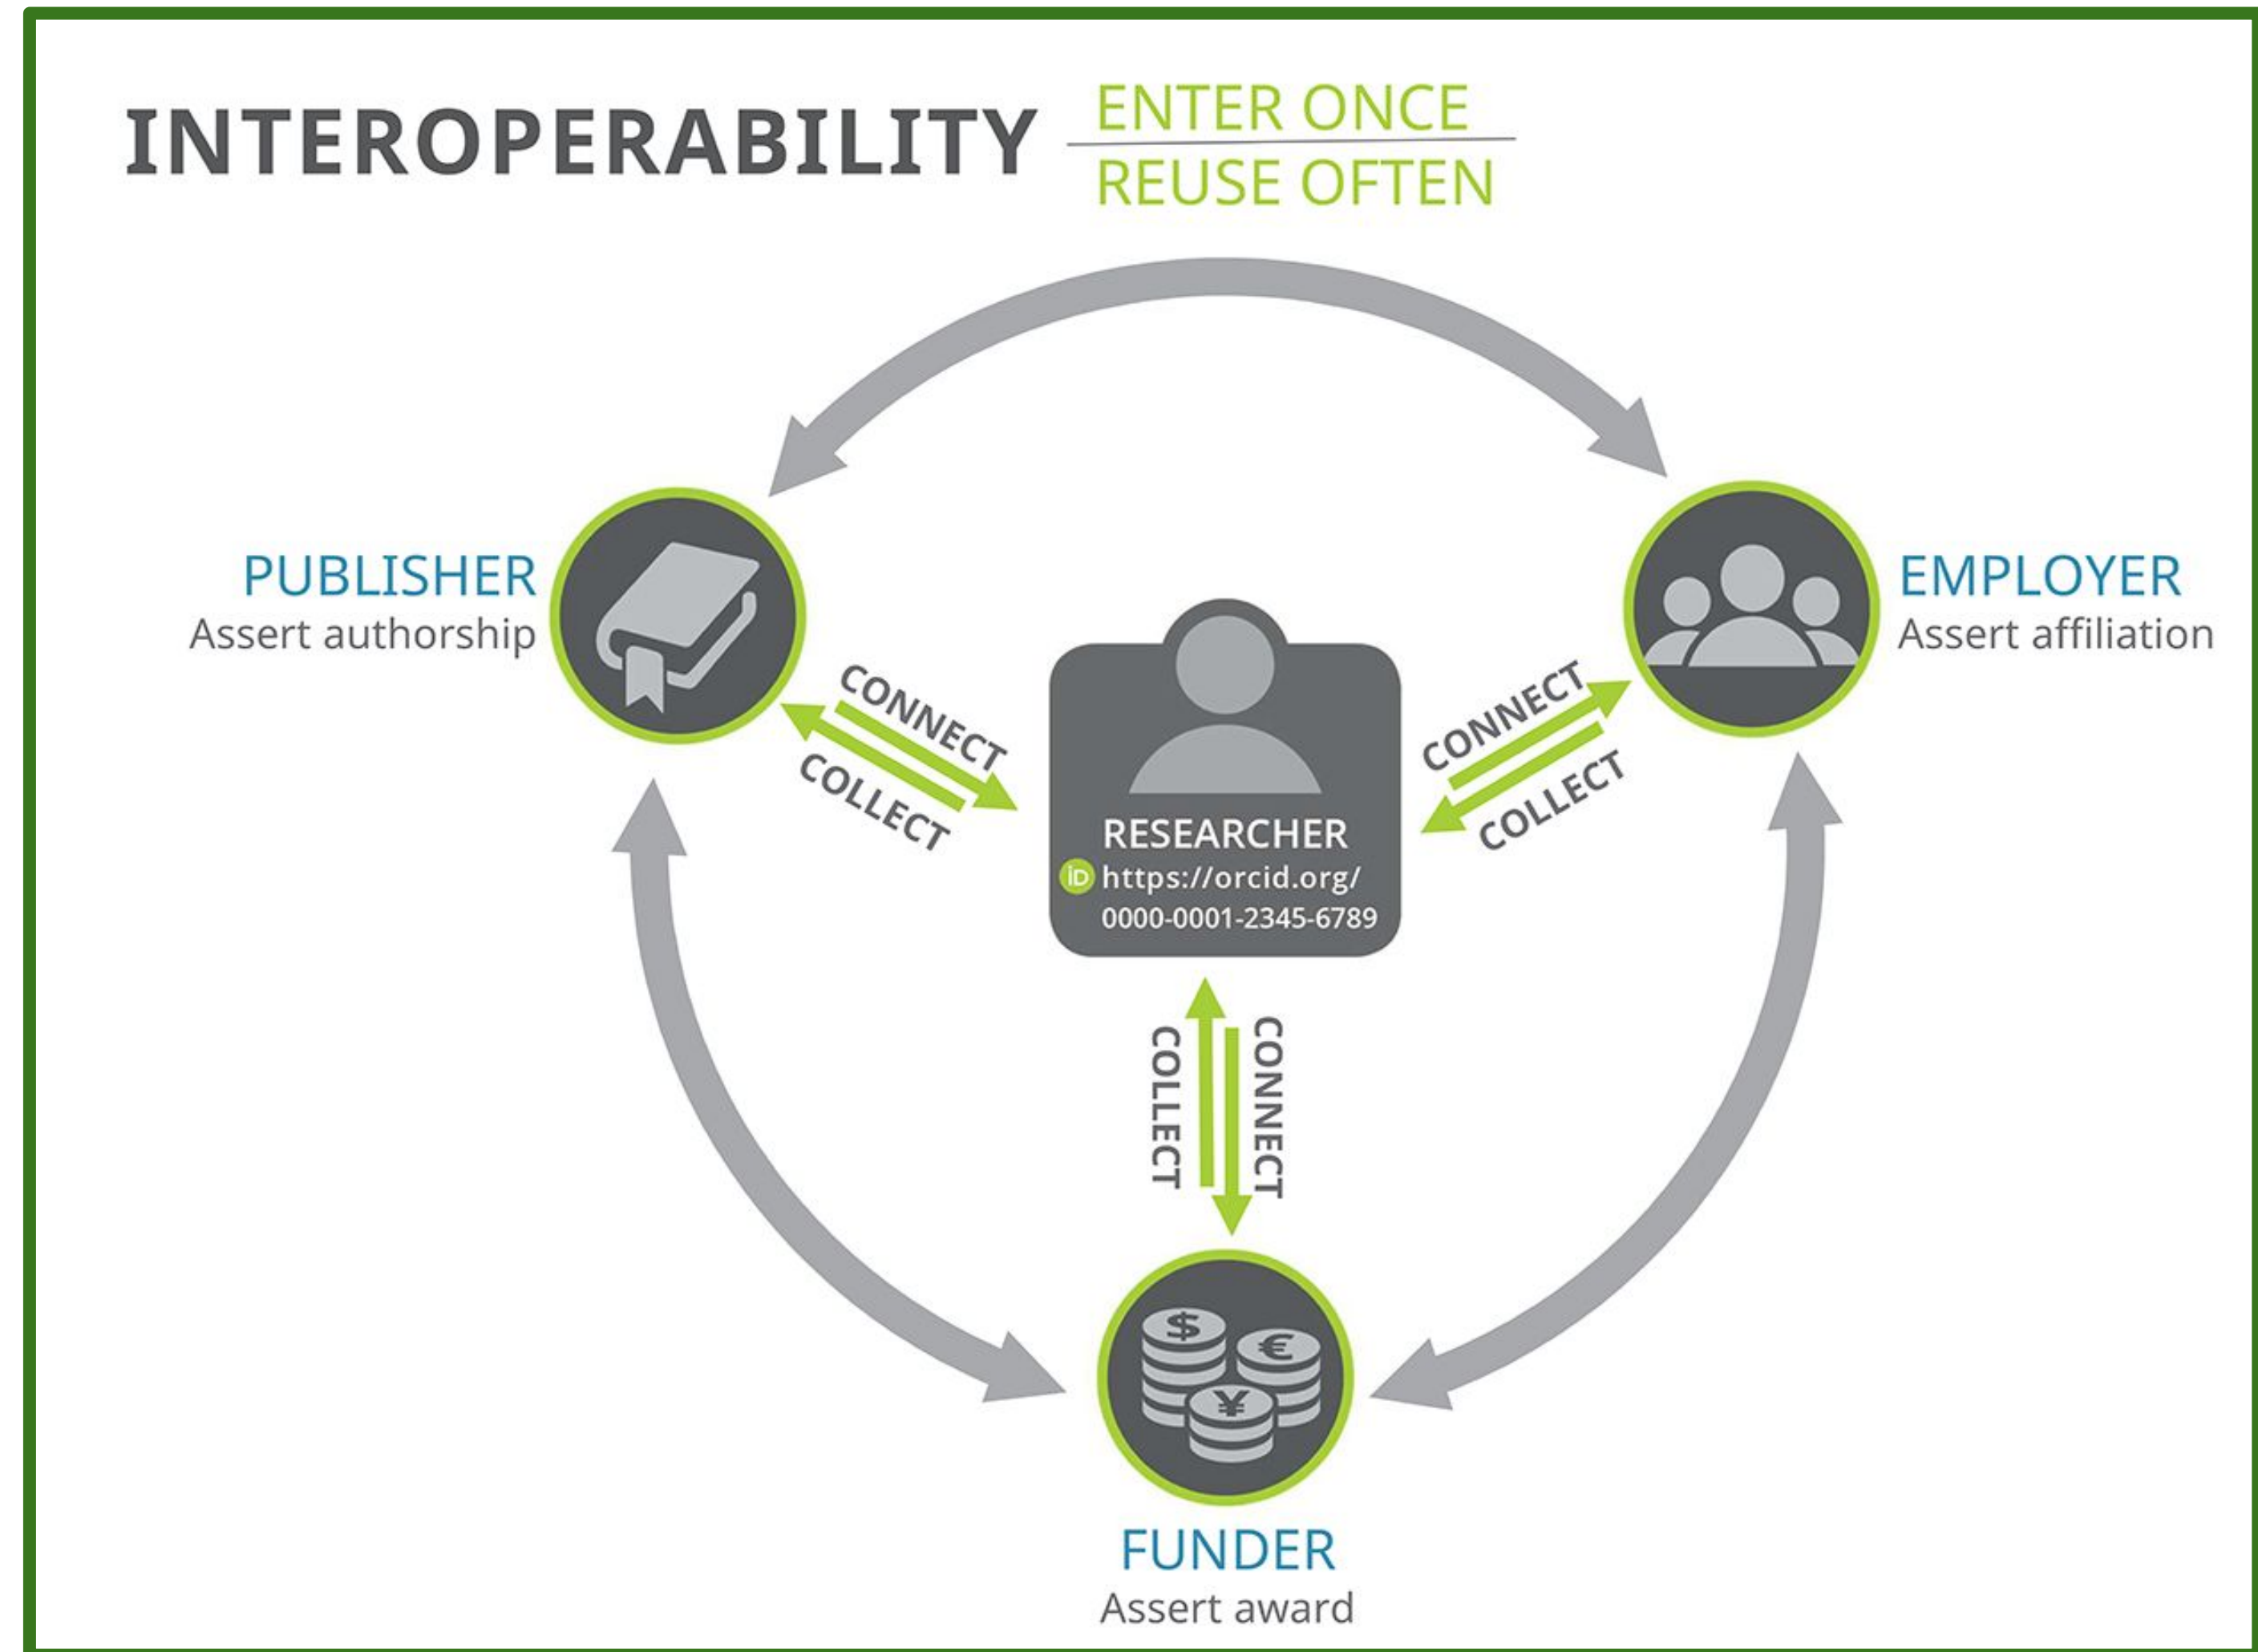 INTEROPERABILITY
ENTER ONCE
REUSE OFTEN
PUBLISHER
Assert authorship
EMPLOYER
Assert affiliation
CONNECT
COLLECT
CONNECT
COLLECT
RESEARCHER
iD https://orcid.org/
0000-0001-2345-6789
COLLECT
CONNECT
$
€
¥
FUNDER
Assert award